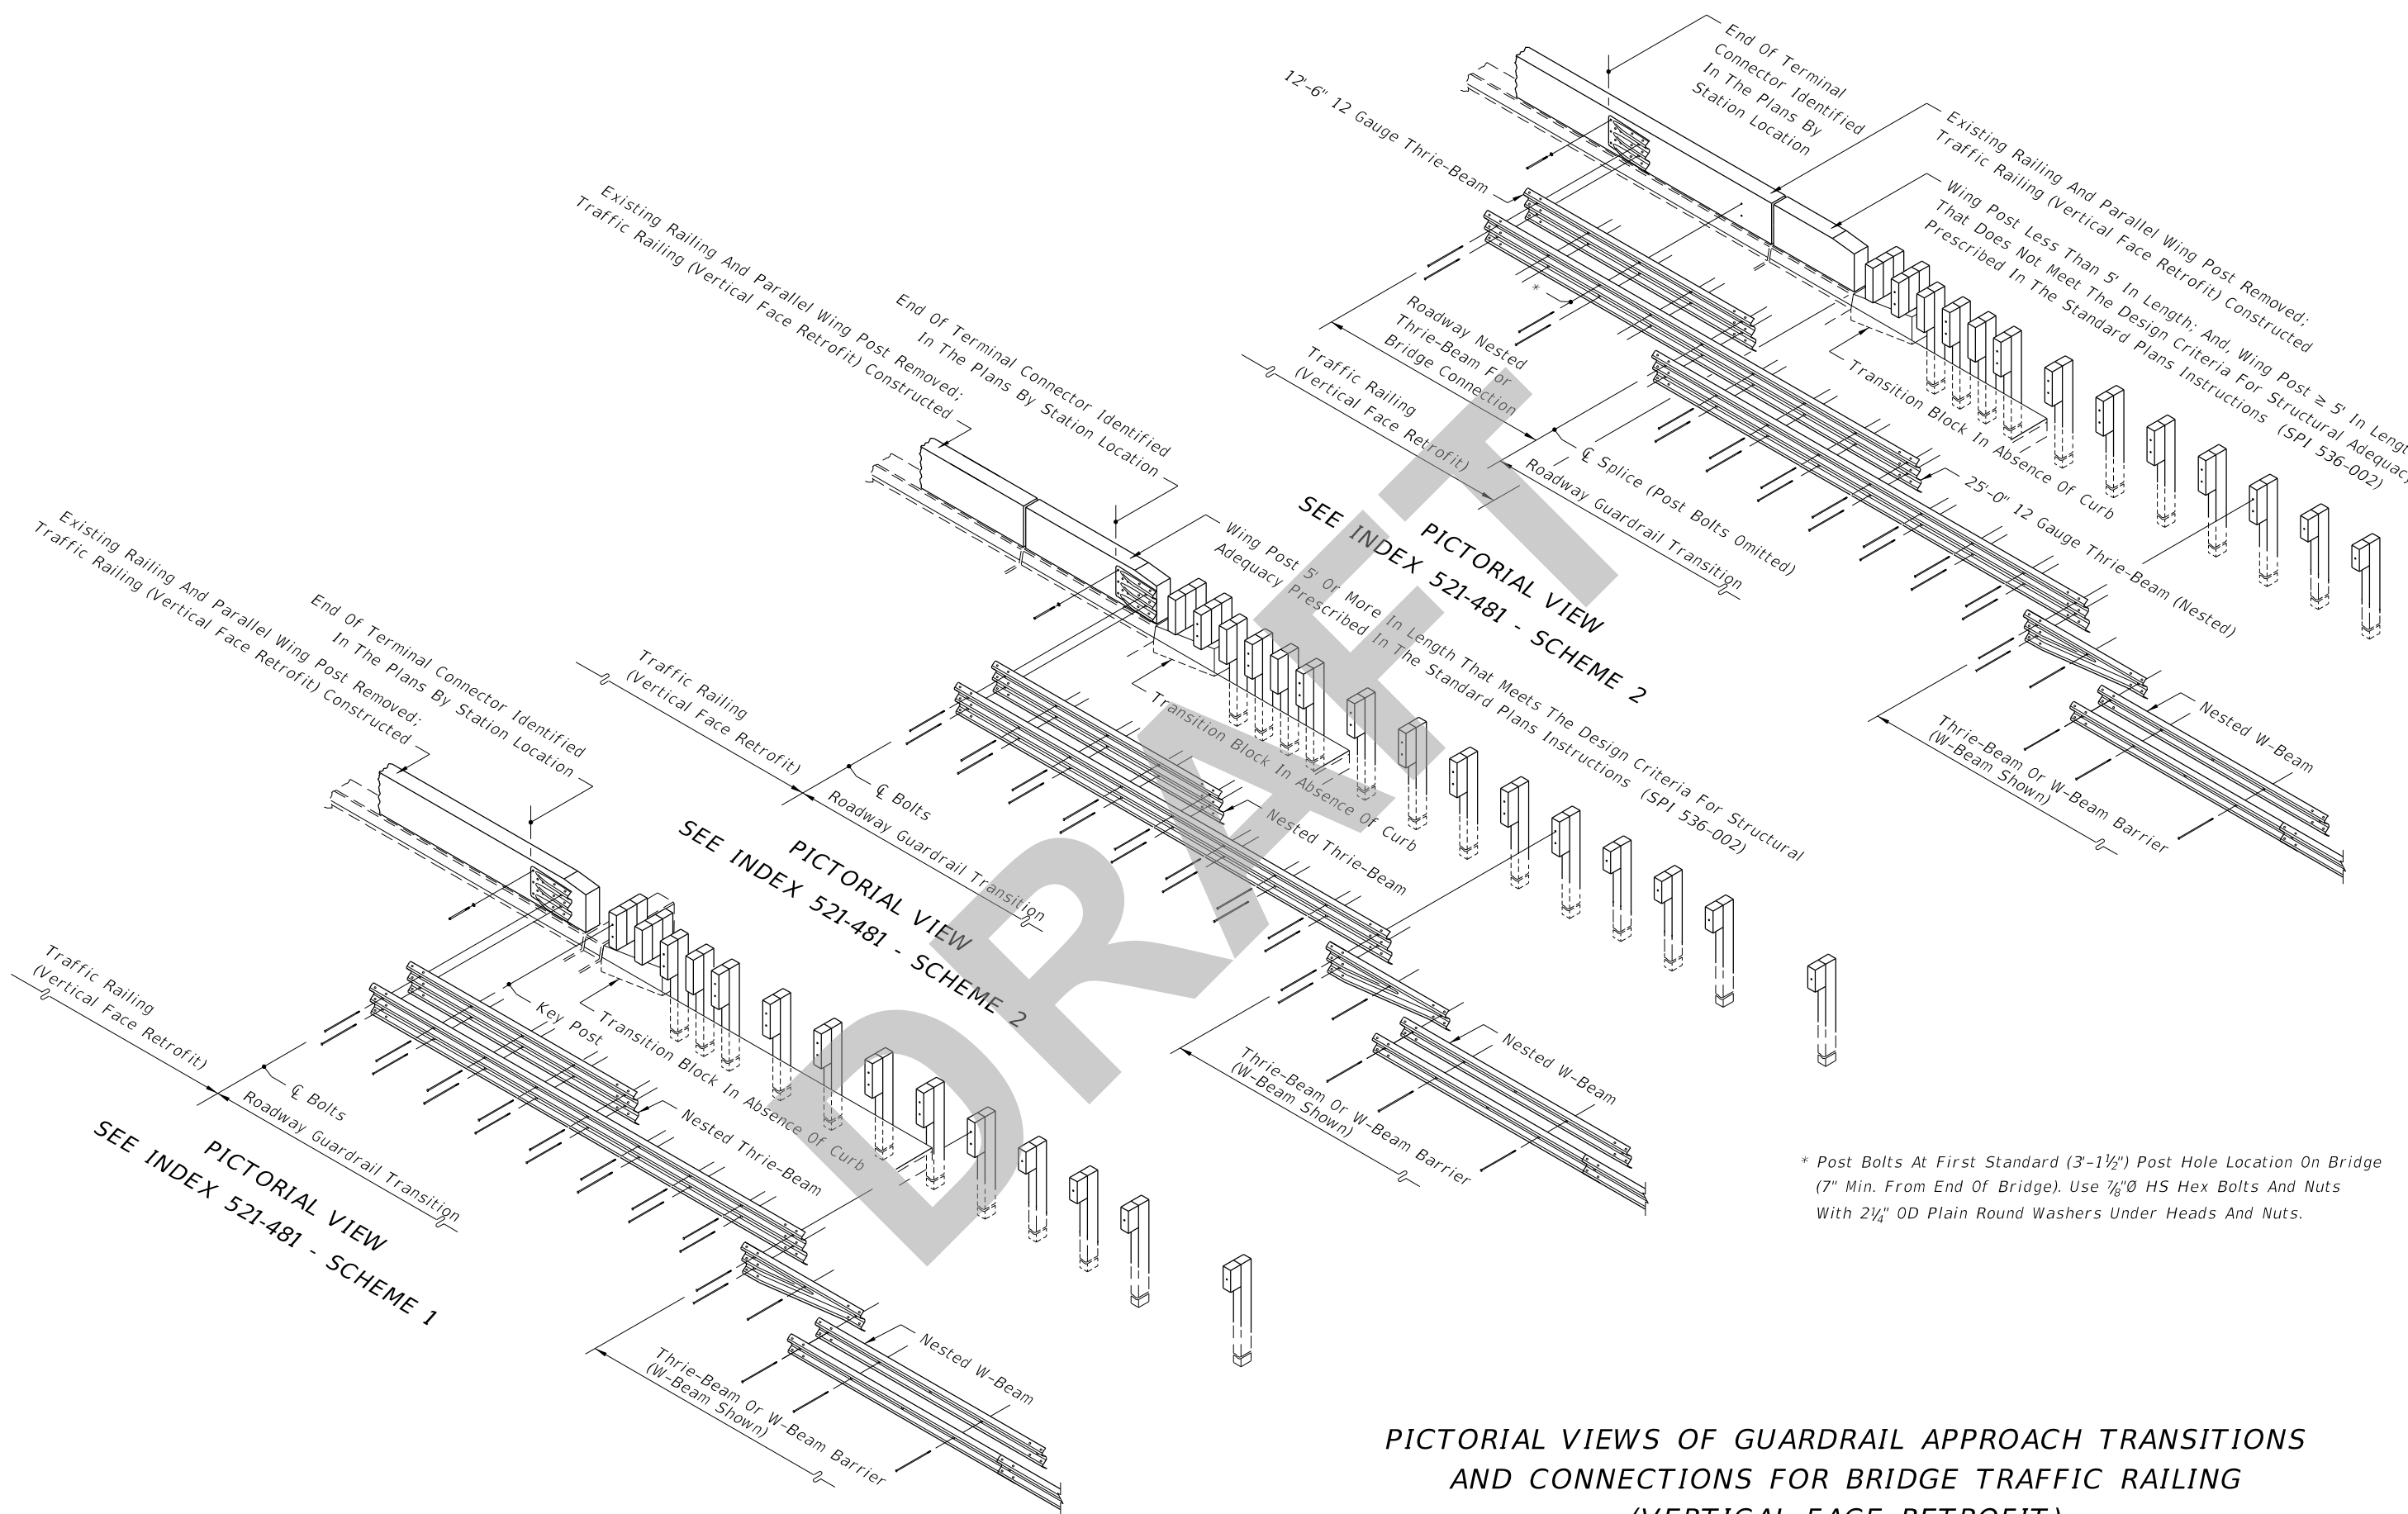 End Of Terminal
Connector Identified
In The Plans By
Station Location
Existing Railing And Parallel Wing Post Removed;
Traffic Railing (Vertical Face Retrofit) Constructed
Wing Post Less Than 5' In Length; And, Wing Post ≥ 5' In
That Does Not Meet The Design Criteria For Structural
Prescribed In The Standard Plans Instructions (SPI 536-002)
12'-6" 12 Gauge Thrie-Beam
*
Roadway Nested
Thrie-Beam For
Bridge Connection
Traffic Railing
(Vertical Face Retrofit)
Transition Block In Absence Of Curb
℄ Splice (Post Bolts Omitted)
Roadway Guardrail Transition
25'-0" 12 Gauge Thrie-Beam (Nested)
PICTORIAL VIEW
SEE INDEX 521-481 - SCHEME 2
Nested W-Beam
Thrie-Beam Or W-Beam Barrier
(W-Beam Shown)
Existing Railing And Parallel Wing Post Removed;
Traffic Railing (Vertical Face Retrofit) Constructed
End Of Terminal Connector Identified
In The Plans By Station Location
Wing Post 5' Or More In Length That Meets The Design Criteria For Structural
Adequacy Prescribed In The Standard Plans Instructions (SPI 536-002)
Traffic Railing
(Vertical Face Retrofit)
Transition Block In Absence Of Curb
℄ Bolts
Roadway Guardrail Transition
Nested Thrie-Beam
PICTORIAL VIEW
SEE INDEX 521-481 - SCHEME 2
Nested W-Beam
Thrie-Beam Or W-Beam Barrier
(W-Beam Shown)
Existing Railing And Parallel Wing Post Removed;
Traffic Railing (Vertical Face Retrofit) Constructed
End Of Terminal Connector Identified
In The Plans By Station Location
Traffic Railing
(Vertical Face Retrofit)
Key Post
Transition Block In Absence Of Curb
℄ Bolts
Roadway Guardrail Transition
Nested Thrie-Beam
PICTORIAL VIEW
SEE INDEX 521-481 - SCHEME 1
Nested W-Beam
Thrie-Beam Or W-Beam Barrier
(W-Beam Shown)
DRAFT
* Post Bolts At First Standard (3'-1½") Post Hole Location On Bridge
(7" Min. From End Of Bridge). Use ⅞"Ø HS Hex Bolts And Nuts
With 2¼" OD Plain Round Washers Under Heads And Nuts.
PICTORIAL VIEWS OF GUARDRAIL APPROACH TRANSITIONS
AND CONNECTIONS FOR BRIDGE TRAFFIC RAILING
(VERTICAL FACE RETROFIT)